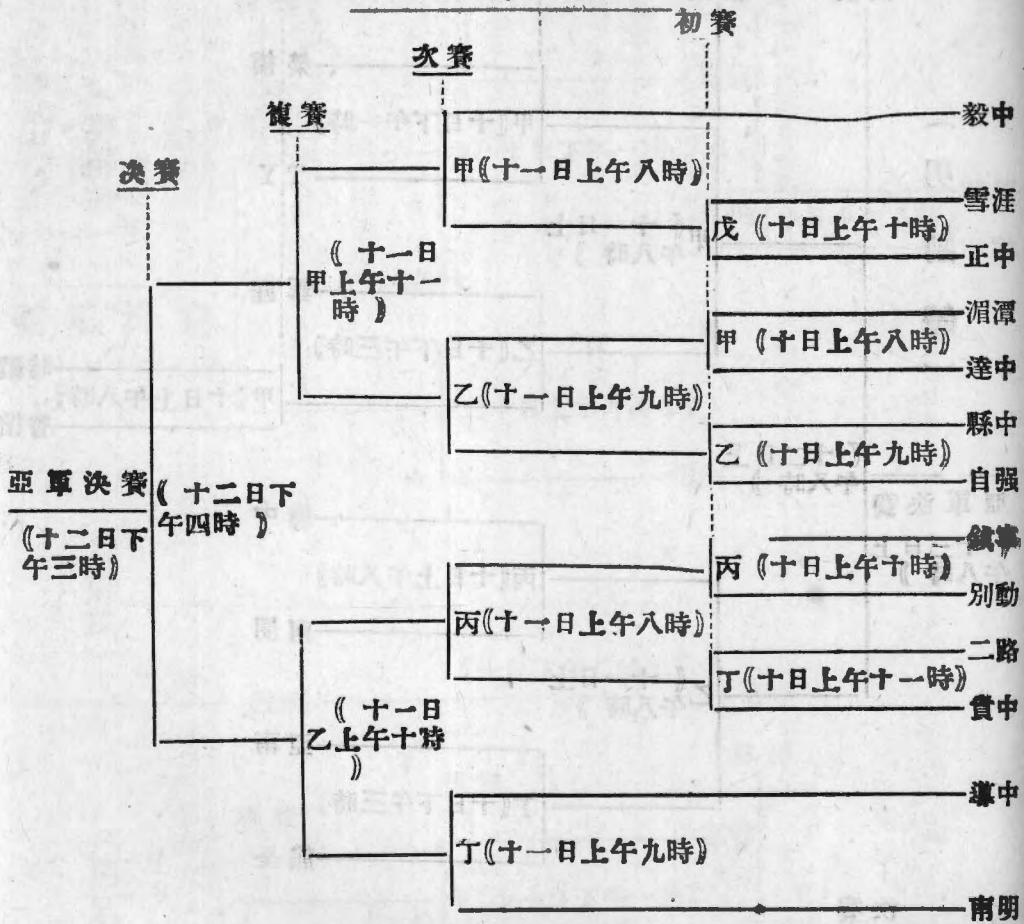 初賽
次賽
複賽
決賽
毅中
甲《十一日上午八時》
雪涯
戊《十日上午十時》
正中
《十一日
甲上午十一
時》
湄潭
甲《十日上午八時》
達中
乙《十一日上午九時》
縣中
乙《十日上午九時》
自强
亞軍決賽
《十二日下
午三時》
《十二日下
午四時》
丙《十日上午十時》
別動
丙《十一日上午八時》
二路
丁《十日上午十一時》
貴中
《十一日
乙上午十時
》
導中
丁《十一日上午九時》
南明